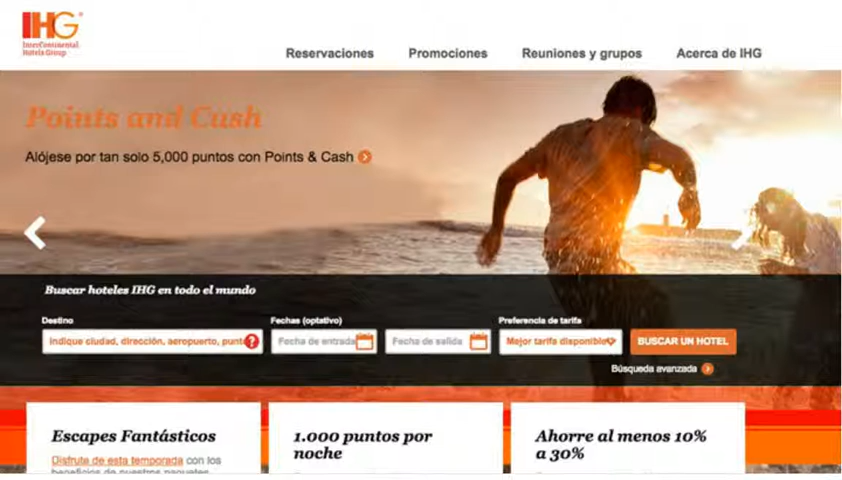 IHG®
InterContinental
Hotels Group
Reservaciones
Promociones
Reuniones y grupos
Acerca de IHG
Points and Cash
Alójese por tan solo 5,000 puntos con Points & Cash
Buscar hoteles IHG en todo el mundo
Destino
Fechas (optativo)
Preferencia de tarifa
Indique ciudad, dirección, aeropuerto, punt
?
Fecha de entrada
Fecha de salida
Mejor tarifa disponible
BUSCAR UN HOTEL
Búsqueda avanzada
Escapes Fantásticos
Disfruta de esta temporada con los
beneficios de nuestros paquetes
1.000 puntos por
noche
Ahorre al menos 10%
a 30%